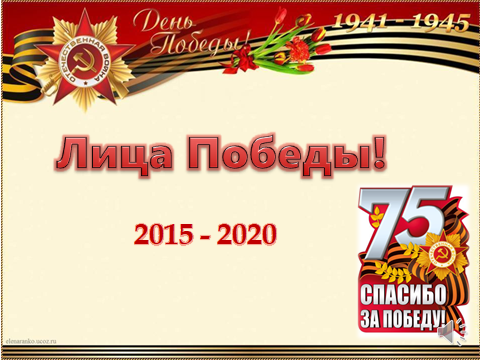 День Победы!
1941 - 1945
ОТЕЧЕСТВЕННАЯ ВОЙНА
Лица Победы!
2015 - 2020
75
СПАСИБО
ЗА ПОБЕДУ!
elenaranko.ucoz.ru